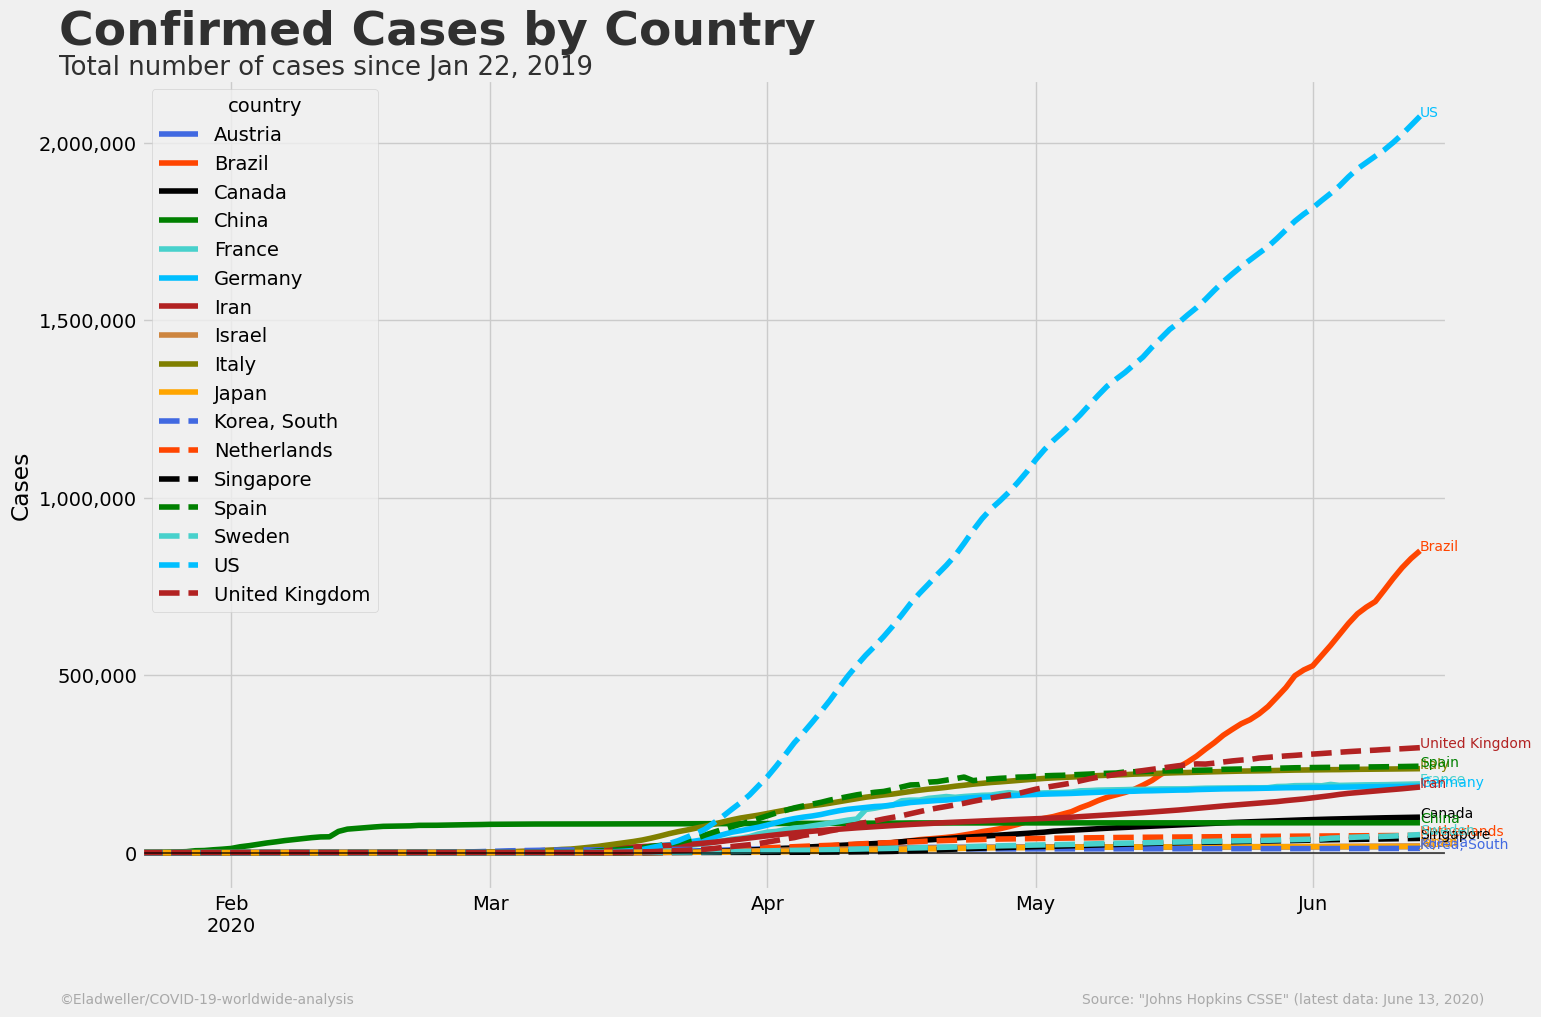 Confirmed Cases by Country
Total number of cases since Jan 22, 2019
country
Austria
Brazil
Canada
China
France
Germany
Iran
Israel
Italy
Japan
Korea, South
Netherlands
Singapore
Spain
Sweden
US
United Kingdom
Cases
2,000,000
1,500,000
1,000,000
500,000
0
US
Brazil
United Kingdom
Spain
Italy
France
Germany
Iran
Canada
China
Netherlands
Singapore
Korea, South
Feb
2020
Mar
Apr
May
Jun
©Eladweller/COVID-19-worldwide-analysis
Source: "Johns Hopkins CSSE" (latest data: June 13, 2020)